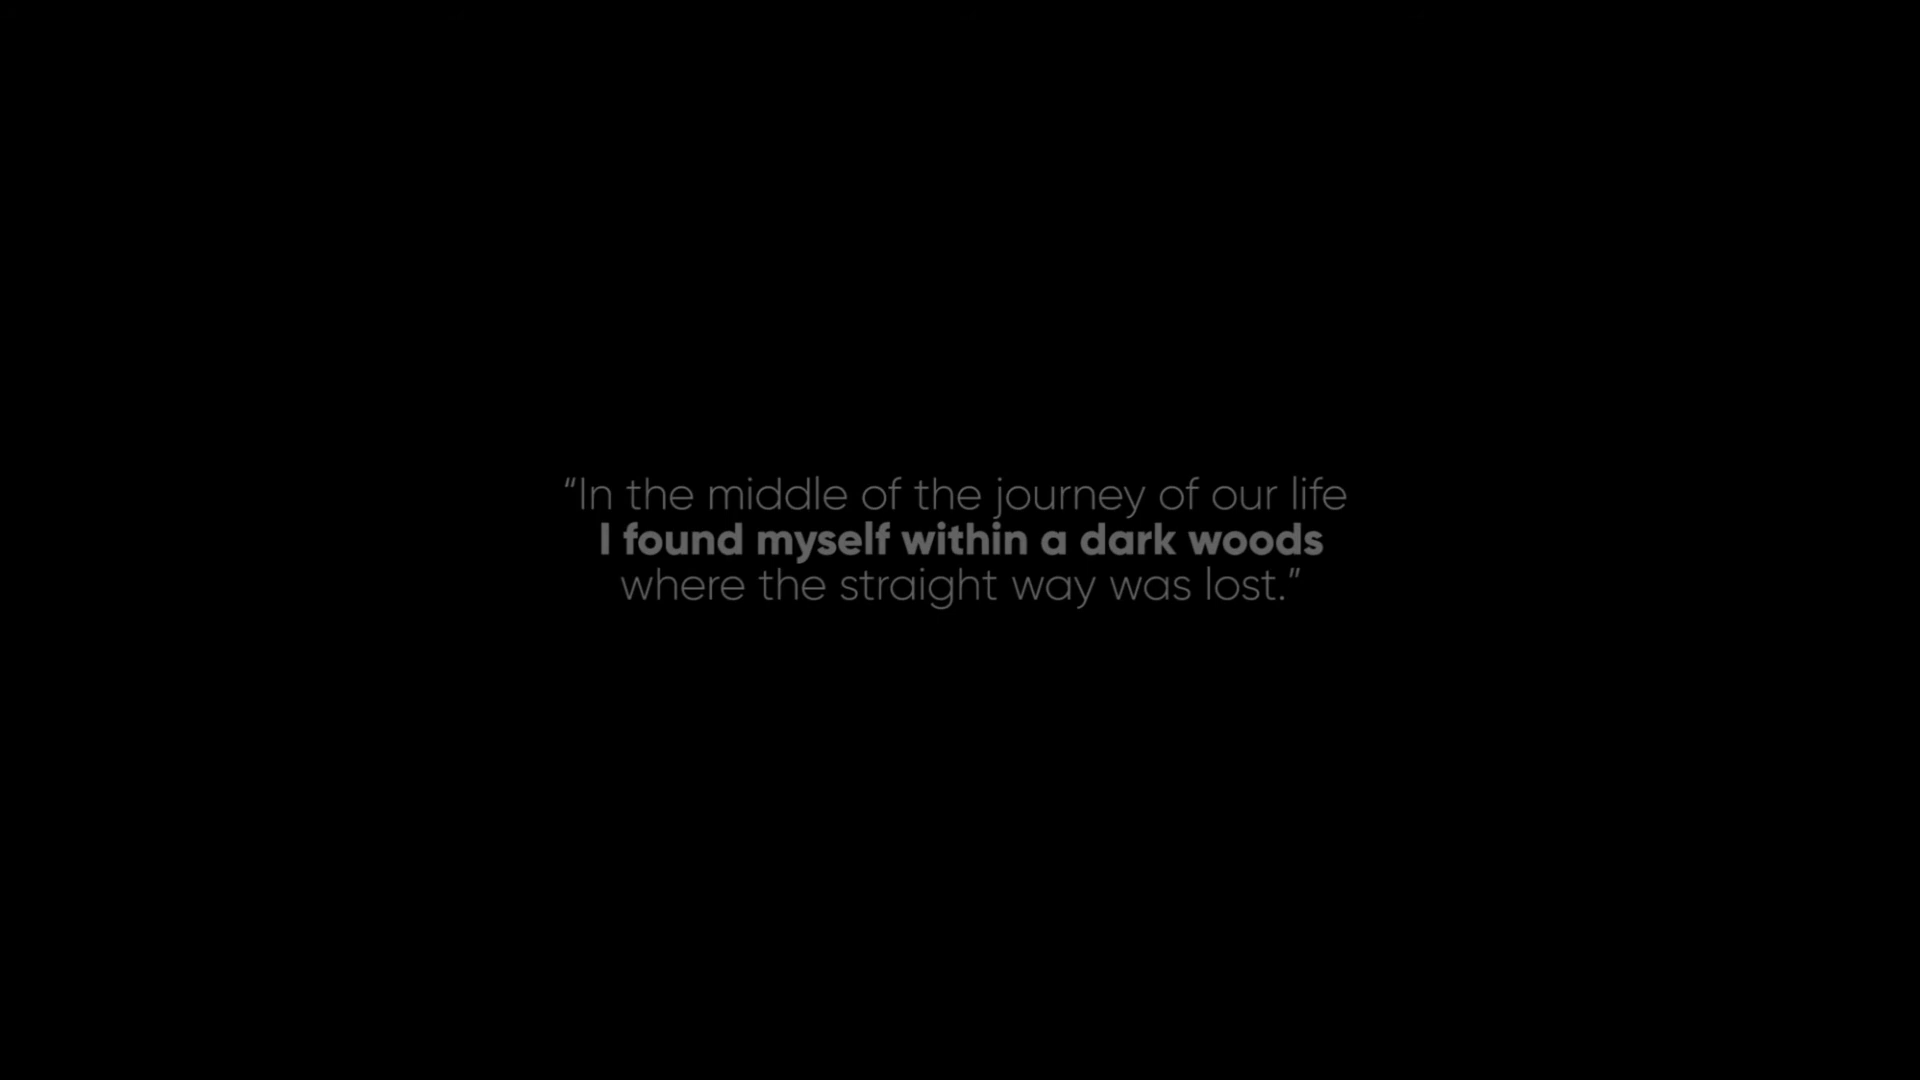 “In the middle of the journey of our life
I found myself within a dark woods
where the straight way was lost.”